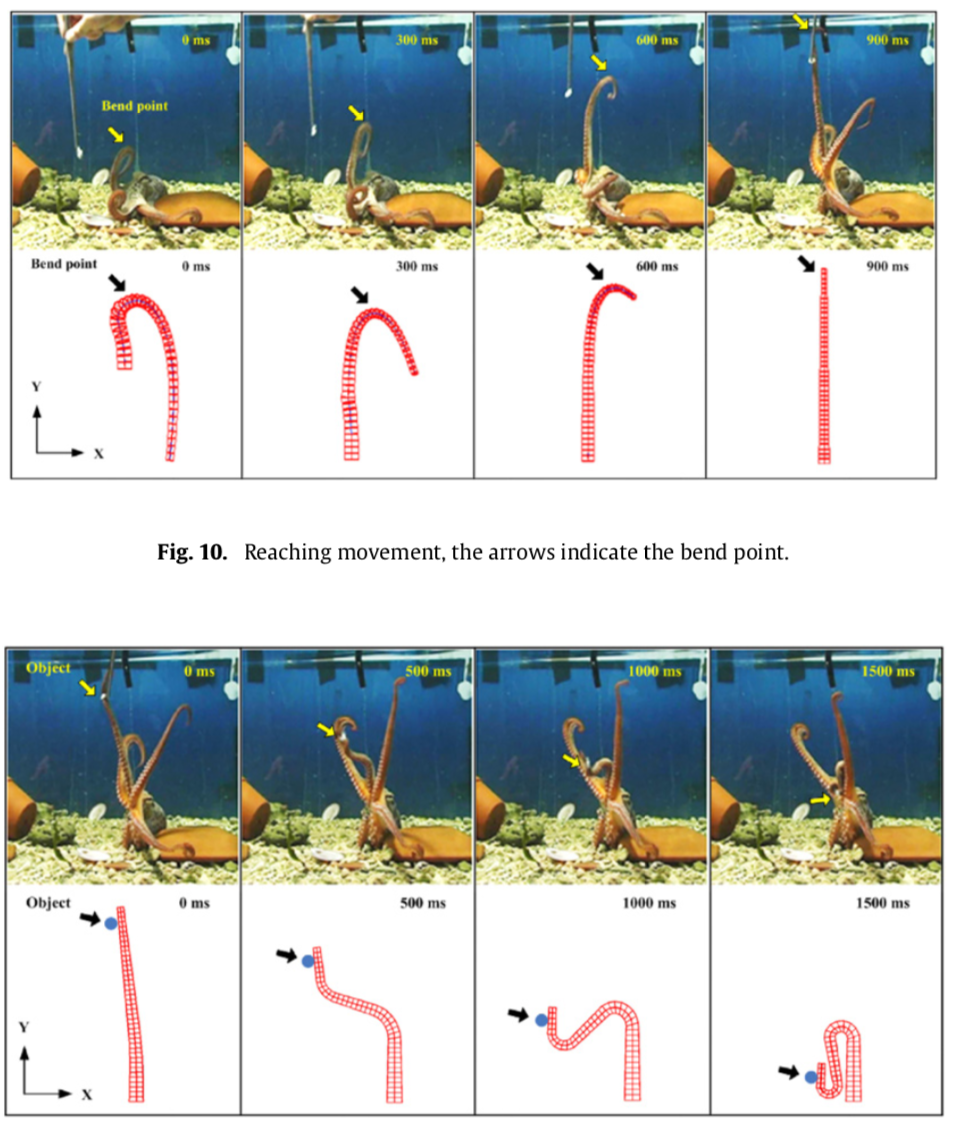 0 ms
300 ms
600 ms
900 ms
Bend point
Bend point
0 ms
300 ms
600 ms
900 ms
Y
X
Fig. 10. Reaching movement, the arrows indicate the bend point.
Object
0 ms
500 ms
1000 ms
1500 ms
Object
0 ms
500 ms
1000 ms
1500 ms
Y
X